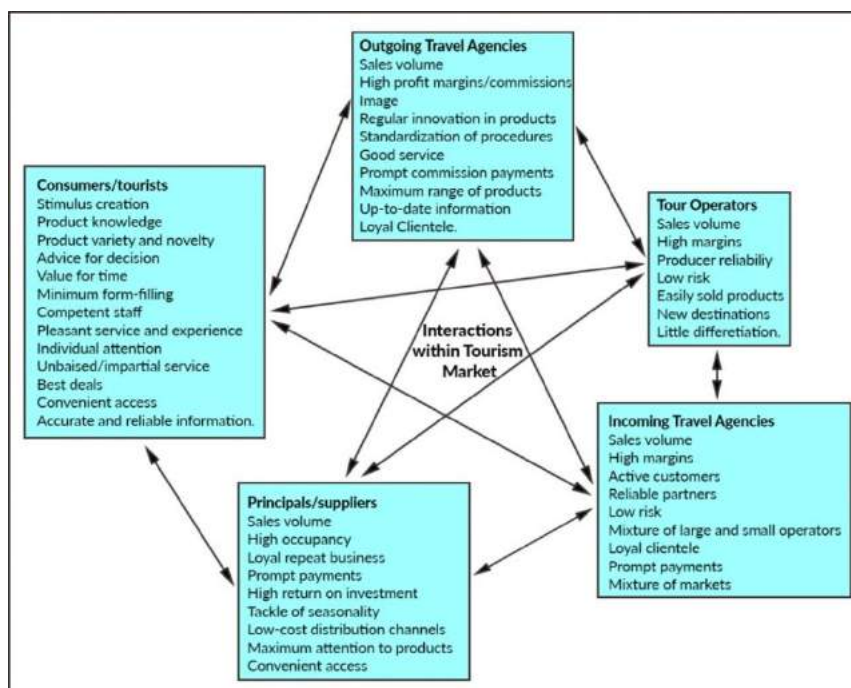 Outgoing Travel Agencies
Sales volume
High profit margins/commissions
Image
Regular innovation in products
Standardization of procedures
Good service
Prompt commission payments
Maximum range of products
Up-to-date information
Loyal Clientele.
Consumers/tourists
Stimulus creation
Product knowledge
Product variety and novelty
Advice for decision
Value for time
Minimum form-filling
Competent staff
Pleasant service and experience
Individual attention
Unbaised/impartial service
Best deals
Convenient access
Accurate and reliable information.
Tour Operators
Sales volume
High margins
Producer reliabiliy
Low risk
Easily sold products
New destinations
Little differetiation.
Interactions
within Tourism
Market
Incoming Travel Agencies
Sales volume
High margins
Active customers
Reliable partners
Low risk
Mixture of large and small operators
Loyal clientele
Prompt payments
Mixture of markets
Principals/suppliers
Sales volume
High occupancy
Loyal repeat business
Prompt payments
High return on investment
Tackle of seasonality
Low-cost distribution channels
Maximum attention to products
Convenient access